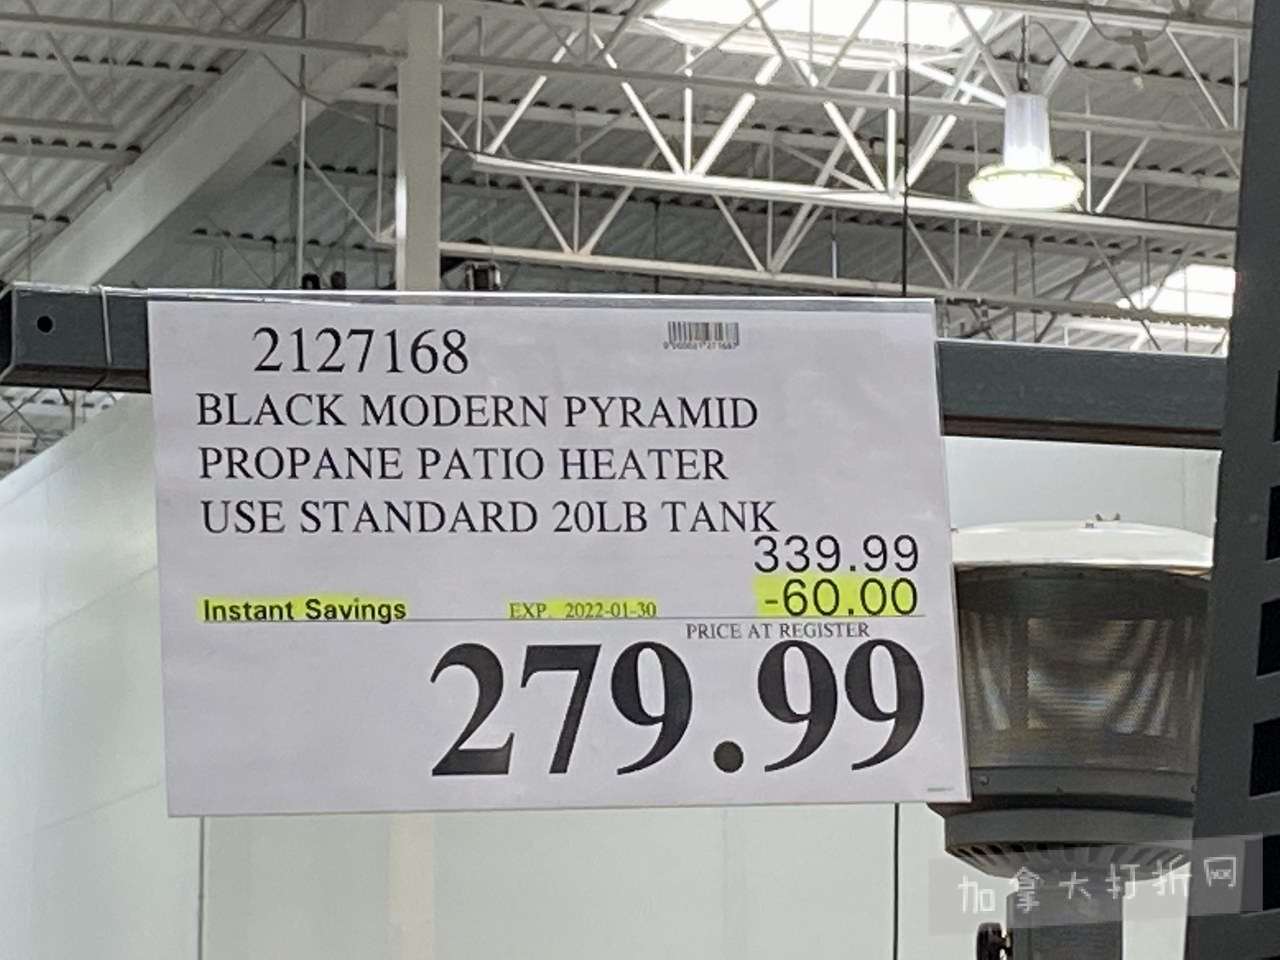 2127168
BLACK MODERN PYRAMID
PROPANE PATIO HEATER
USE STANDARD 20LB TANK
339.99
Instant Savings EXP. 2022-01-30 -60.00
PRICE AT REGISTER
279.99
加拿大打折网